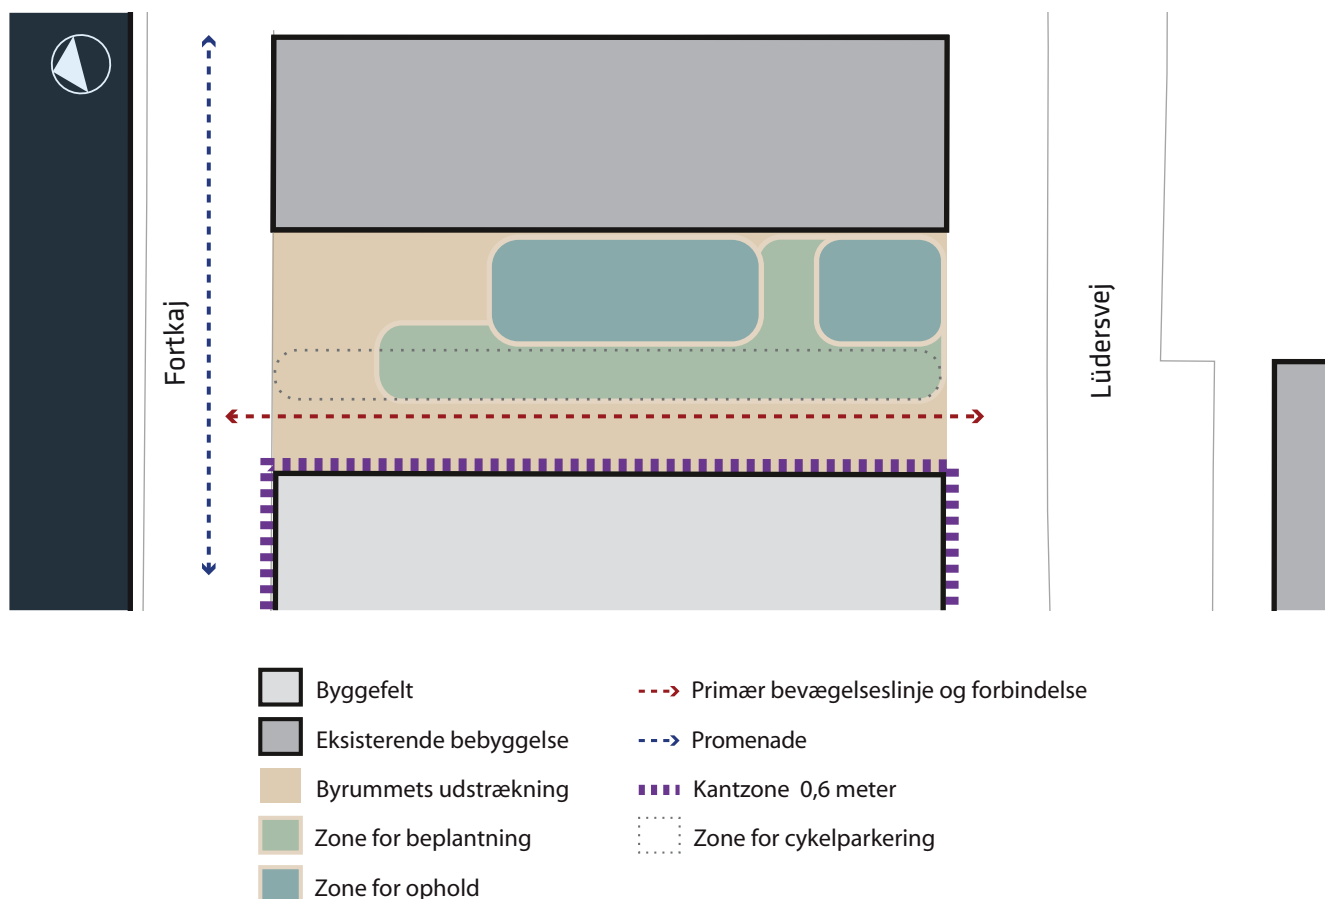 Fortkaj
Lüdersvej
Byggefelt
Eksisterende bebyggelse
Byrummets udstrækning
Zone for beplantning
Zone for ophold
Primær bevægelseslinje og forbindelse
Promenade
Kantzone 0,6 meter
Zone for cykelparkering